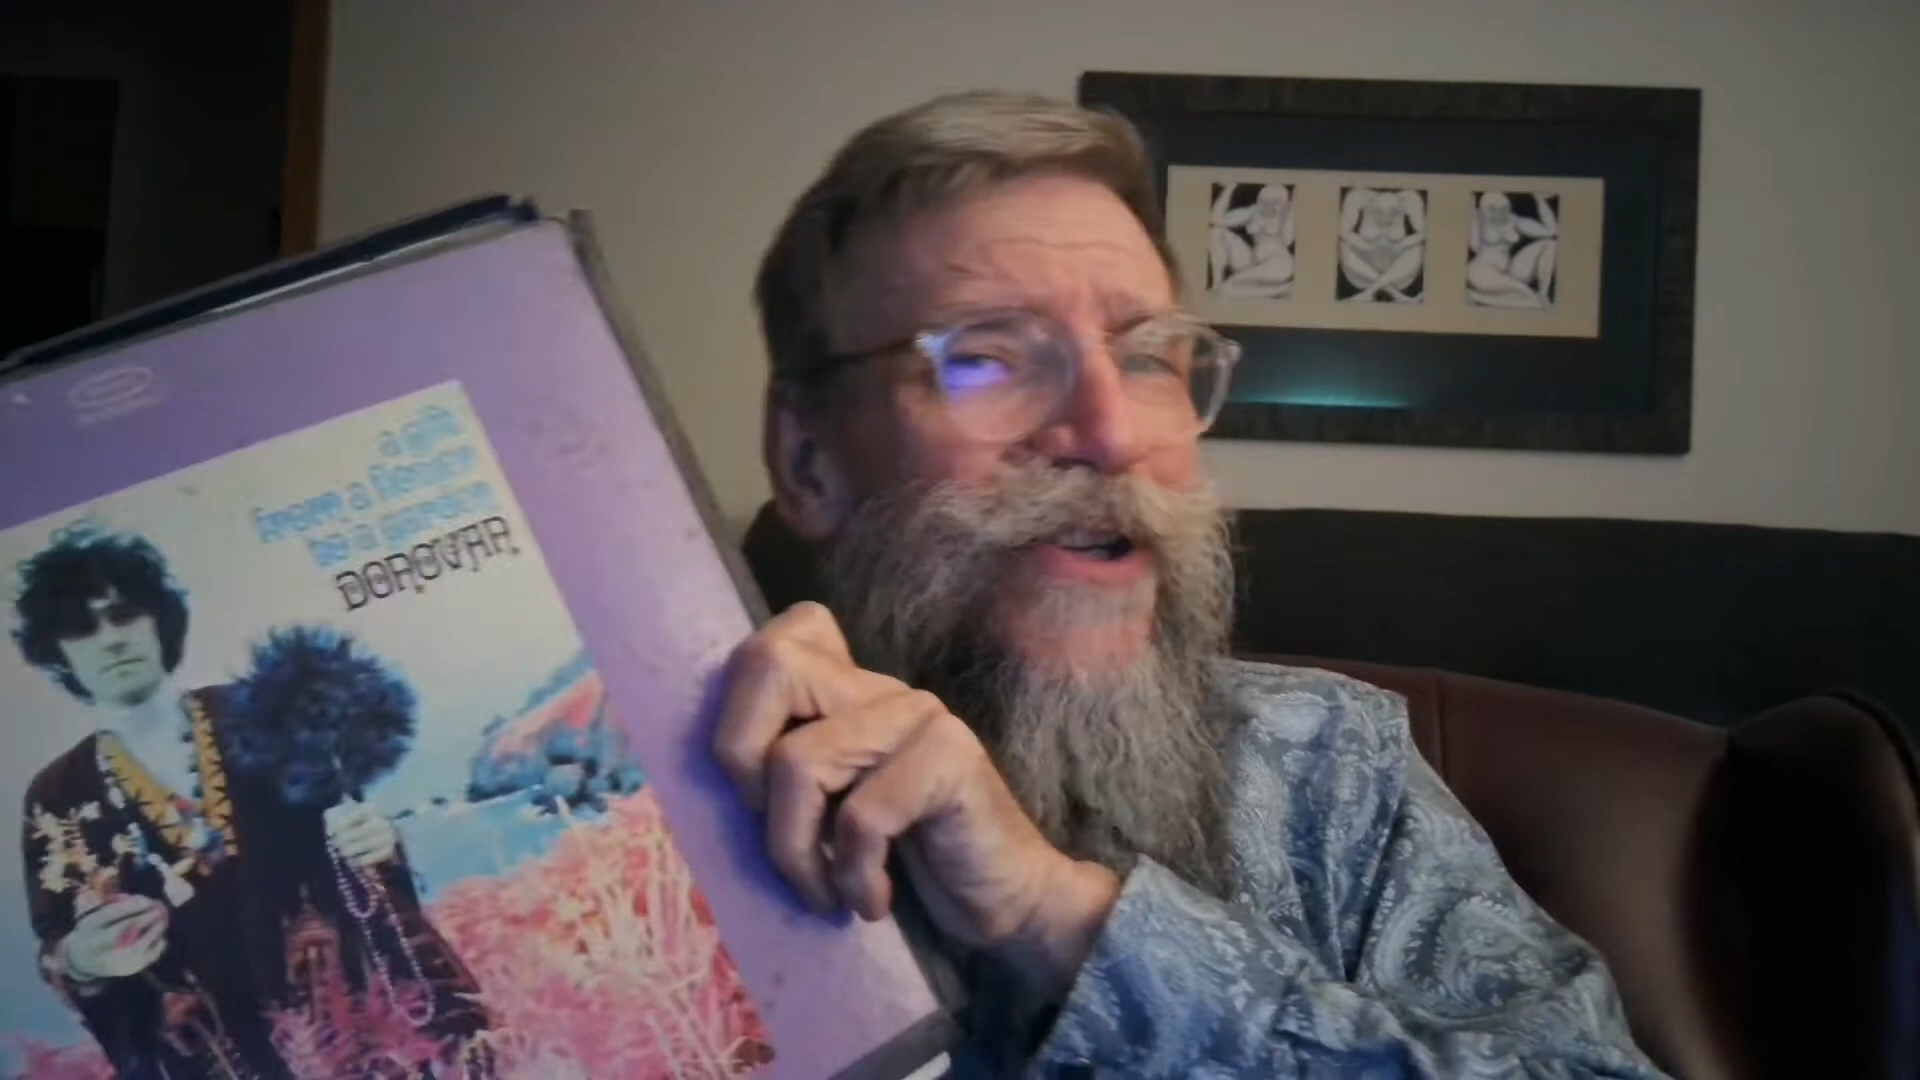 a gift
from a flower
to a garden
DONOVAN